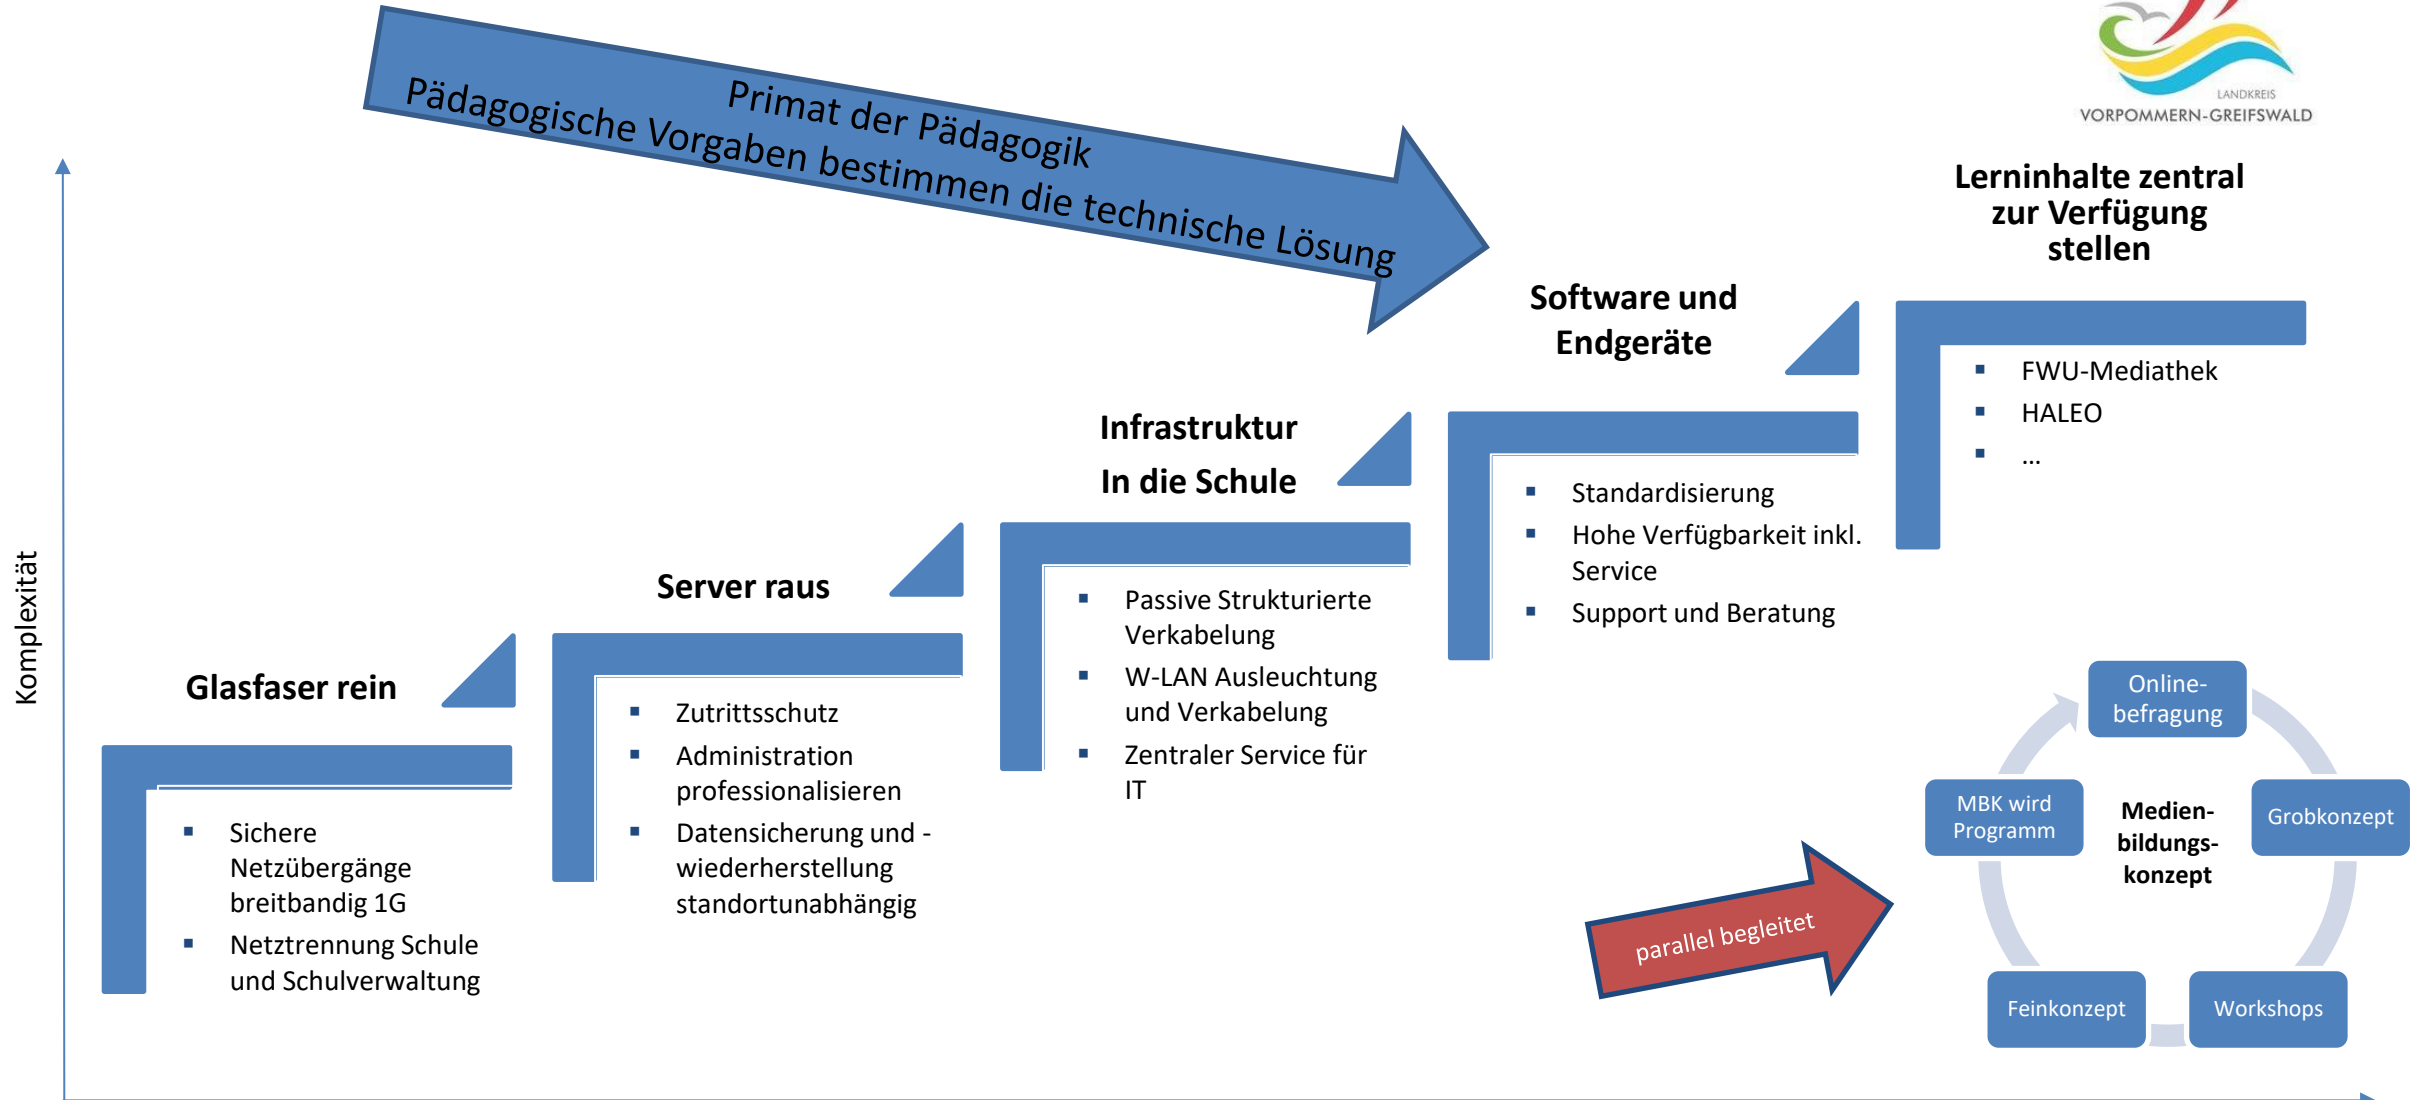 LANDKREIS
VORPOMMERN-GREIFSWALD
Primat der Pädagogik
Pädagogische Vorgaben bestimmen die technische Lösung
Komplexität
Glasfaser rein
▪ Sichere
Netzübergänge
breitbandig 1G
▪ Netztrennung Schule
und Schulverwaltung
Server raus
▪ Zutrittsschutz
▪ Administration
professionalisieren
▪ Datensicherung und -
wiederherstellung
standortunabhängig
Infrastruktur
In die Schule
▪ Passive Strukturierte
Verkabelung
▪ W-LAN Ausleuchtung
und Verkabelung
▪ Zentraler Service für
IT
Software und
Endgeräte
▪ Standardisierung
▪ Hohe Verfügbarkeit inkl.
Service
▪ Support und Beratung
Lerninhalte zentral
zur Verfügung
stellen
▪ FWU-Mediathek
▪ HALEO
▪ ...
parallel begleitet
Medien-
bildungs-
konzept
Online-
befragung
Grobkonzept
Workshops
Feinkonzept
MBK wird
Programm